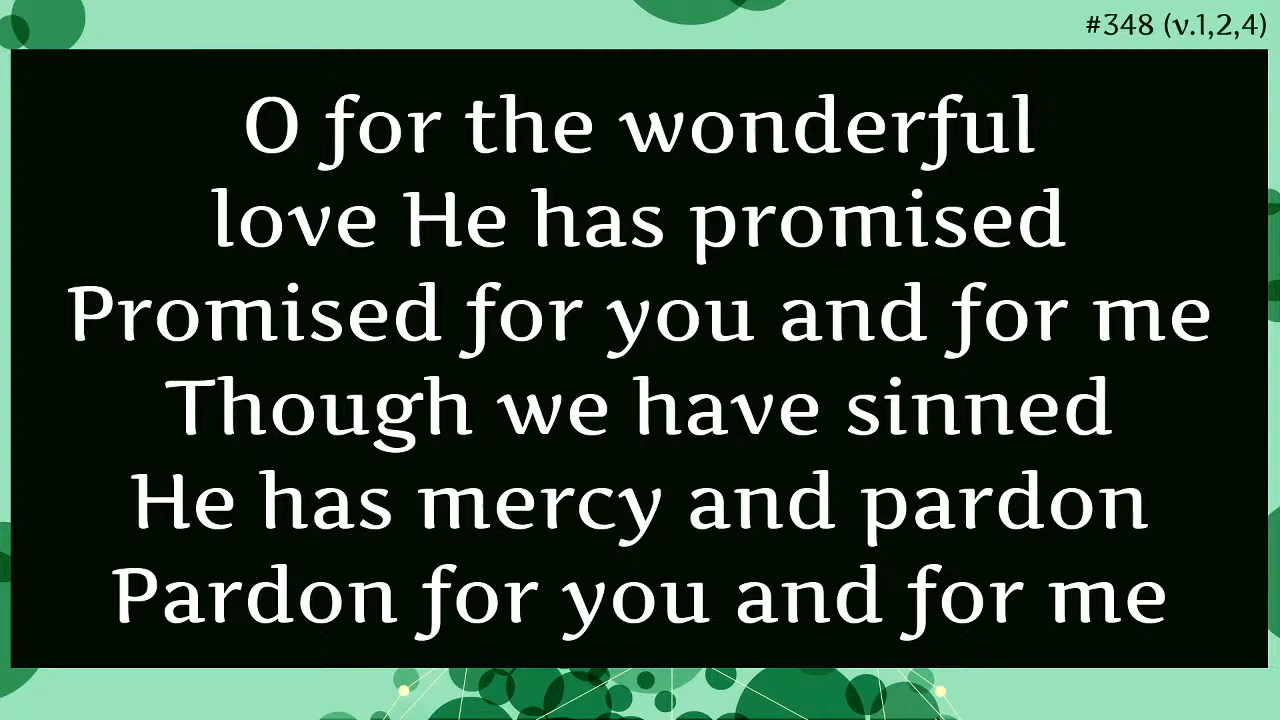 #348 (v.1,2,4)
O for the wonderful
love He has promised
Promised for you and for me
Though we have sinned
He has mercy and pardon
Pardon for you and for me